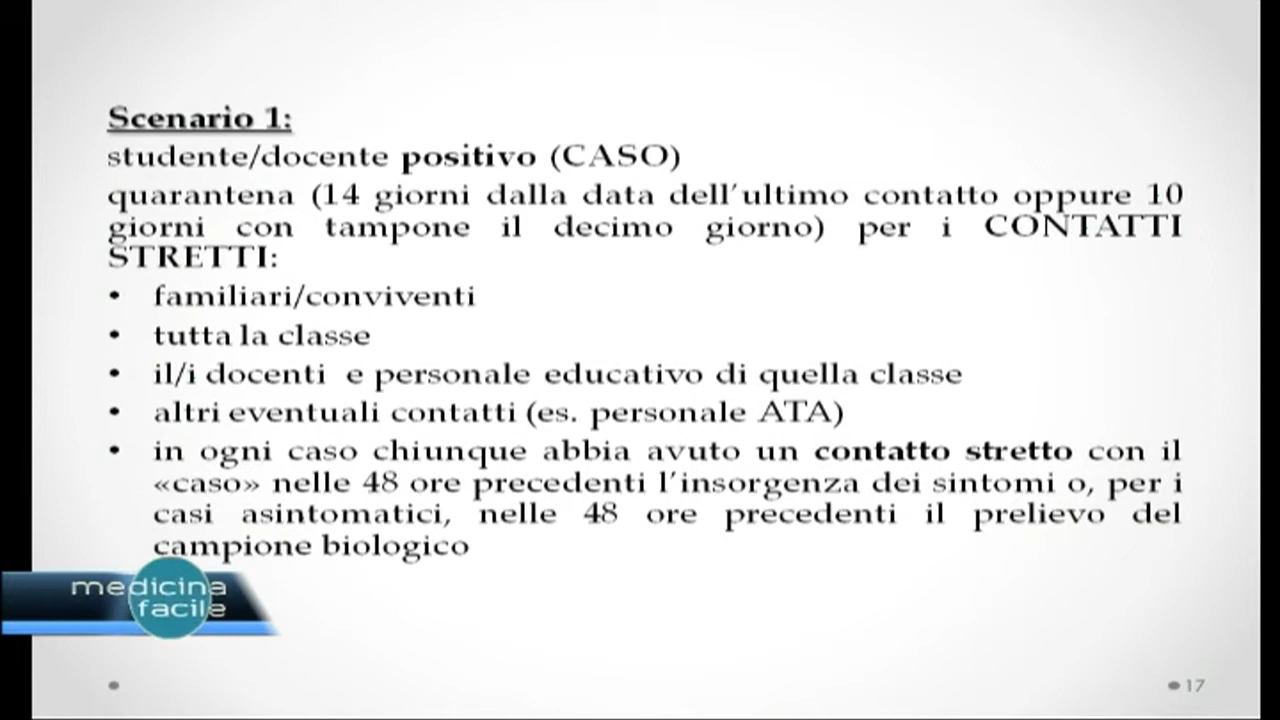 Scenario 1:
studente/docente positivo (CASO)
quarantena (14 giorni dalla data dell'ultimo contatto oppure 10
giorni con tampone il decimo giorno) per i CONTATTI
STRETTI:
• familiari/conviventi
• tutta la classe
• il/i docenti e personale educativo di quella classe
• altri eventuali contatti (es. personale ATA)
• in ogni caso chiunque abbia avuto un contatto stretto con il
«caso» nelle 48 ore precedenti l'insorgenza dei sintomi o, per i
casi asintomatici, nelle 48 ore precedenti il prelievo del
campione biologico
medicina
facile
17